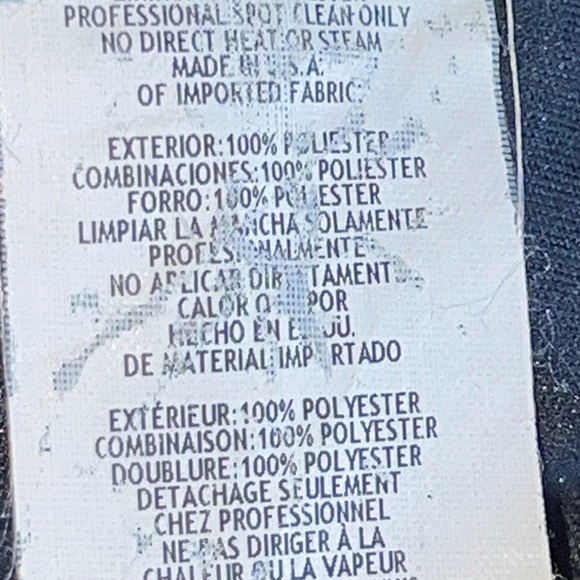 PROFESSIONAL SPOT CLEAN ONLY
NO DIRECT HEAT OR STEAM
MADE IN U.S.A.
OF IMPORTED FABRIC.
EXTERIOR:100% POLIESTER
COMBINACIONES:100% POLIESTER
FORRO:100% POLIESTER
LIMPIAR LA MANCHA SOLAMENTE
PROFESIONALMENTE
NO APLICAR DIRECTAMENTE
CALOR O VAPOR
HECHO EN EE.UU.
DE MATERIAL IMPORTADO
EXTÉRIEUR:100% POLYESTER
COMBINAISON:100% POLYESTER
DOUBLURE:100% POLYESTER
DETACHAGE SEULEMENT
CHEZ PROFESSIONNEL
NE PAS DIRIGER À LA
CHALEUR OU LA VAPEUR